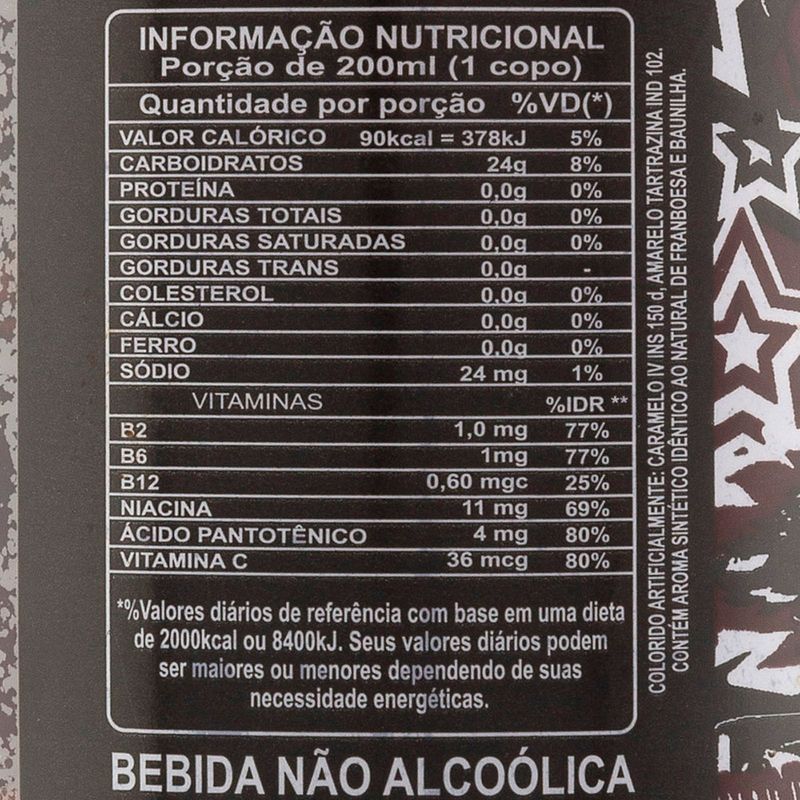 INFORMAÇÃO NUTRICIONAL
Porção de 200ml (1 copo)
Quantidade por porção %VD(*)
VALOR CALÓRICO 90kcal = 378kJ 5%
CARBOIDRATOS 24g 8%
PROTEÍNA 0,0g 0%
GORDURAS TOTAIS 0,0g 0%
GORDURAS SATURADAS 0,0g 0%
GORDURAS TRANS 0,0g -
COLESTEROL 0,0g 0%
CÁLCIO 0,0g 0%
FERRO 0,0g 0%
SÓDIO 24 mg 1%
VITAMINAS %IDR **
B2 1,0 mg 77%
B6 1mg 77%
B12 0,60 mgc 25%
NIACINA 11 mg 69%
ÁCIDO PANTOTÊNICO 4 mg 80%
VITAMINA C 36 mcg 80%
*%Valores diários de referência com base em uma dieta
de 2000kcal ou 8400kJ. Seus valores diários podem
ser maiores ou menores dependendo de suas
necessidade energéticas.
BEBIDA NÃO ALCOÓLICA
COLORIDO ARTIFICIALMENTE: CARAMELO IV INS 150 d, AMARELO TARTRAZINA IND 102.
CONTÉM AROMA SINTÉTICO IDÊNTICO AO NATURAL DE FRANBOESA E BAUNILHA.